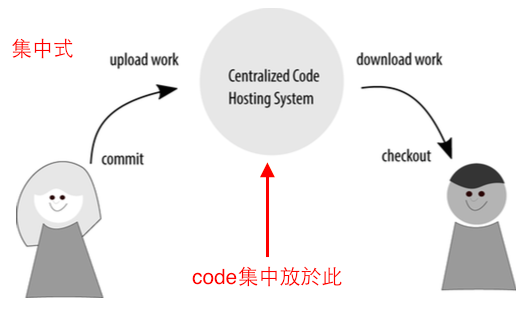 集中式
upload work
Centralized Code
Hosting System
download work
commit
checkout
code集中放於此